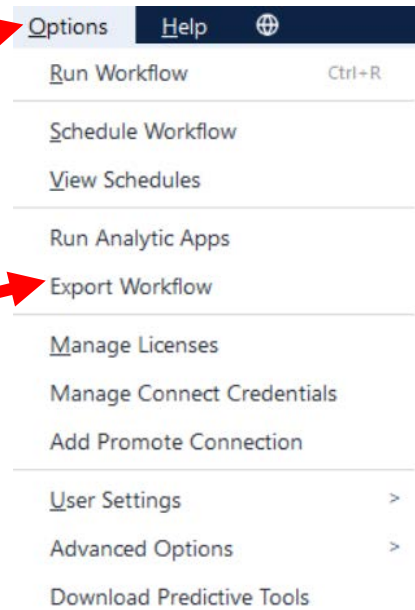 Options Help
Run Workflow Ctrl+R
Schedule Workflow
View Schedules
Run Analytic Apps
Export Workflow
Manage Licenses
Manage Connect Credentials
Add Promote Connection
User Settings >
Advanced Options >
Download Predictive Tools